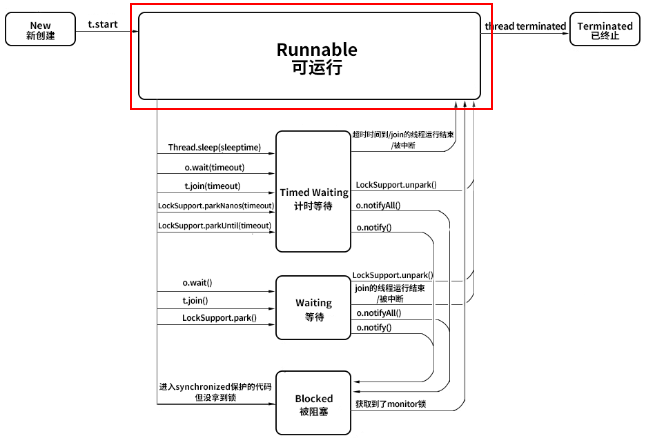 New
新创建
t.start
Runnable
可运行
thread terminated
Terminated
已终止
Thread.sleep(sleeptime)
o.wait(timeout)
t.join(timeout)
LockSupport.parkNanos(timeout)
LockSupport.parkUntil(timeout)
Timed Waiting
计时等待
超时时间到/join的线程运行结束
/被中断
LockSupport.unpark()
o.notifyAll()
o.notify()
o.wait()
t.join()
LockSupport.park()
Waiting
等待
LockSupport.unpark()
join的线程运行结束
/被中断
o.notifyAll()
o.notify()
进入synchronized保护的代码
但没拿到锁
Blocked
被阻塞
获取到了monitor锁